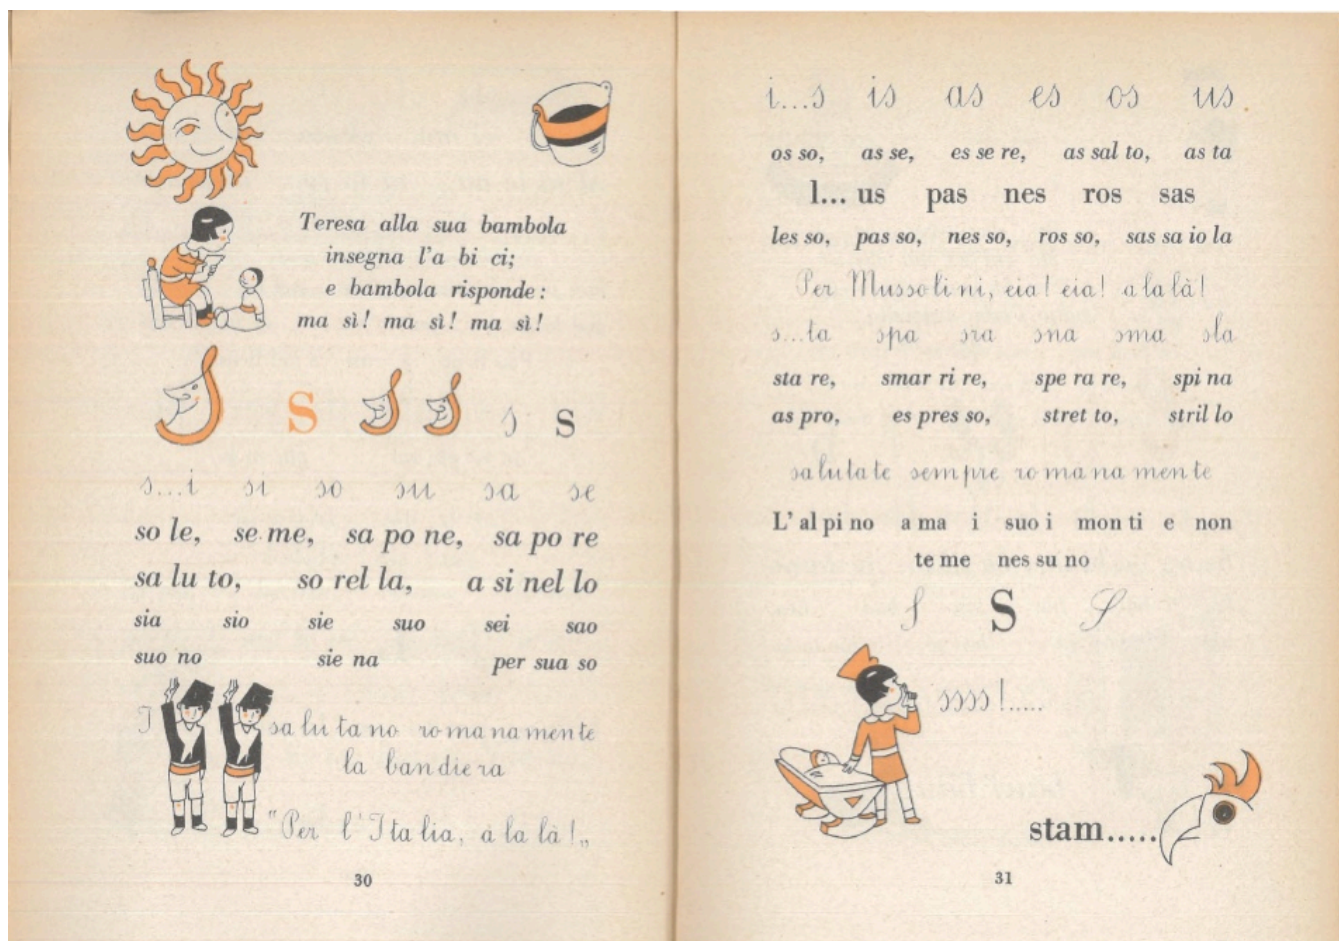 Teresa alla sua bambola
insegna l'a bi ci;
e bambola risponde:
ma sì! ma sì! ma sì!
S S S S s s
s...i si so su sa se
so le, se me, sa po ne, sa po re
sa lu to, so rel la, a si nel lo
sia sio sie suo sei sao
suo no sie na per sua so
I sa lu ta no ro ma na men te
la ban die ra
"Per l'Ita lia, a la là!„
30
i...s is as es os us
os so, as se, es se re, as sal to, as ta
l... us pas nes ros sas
les so, pas so, nes so, ros so, sas sa io la
Per Mussoli ni, eia! eia! a la là!
s...ta spa sra sna sma sla
sta re, smar ri re, spe ra re, spi na
as pro, es pres so, stret to, stril lo
sa lu ta te sem pre ro ma na men te
L' al pi no a ma i suo i mon ti e non
te me nes su no
S S S
ssss!.....
stam.....
31